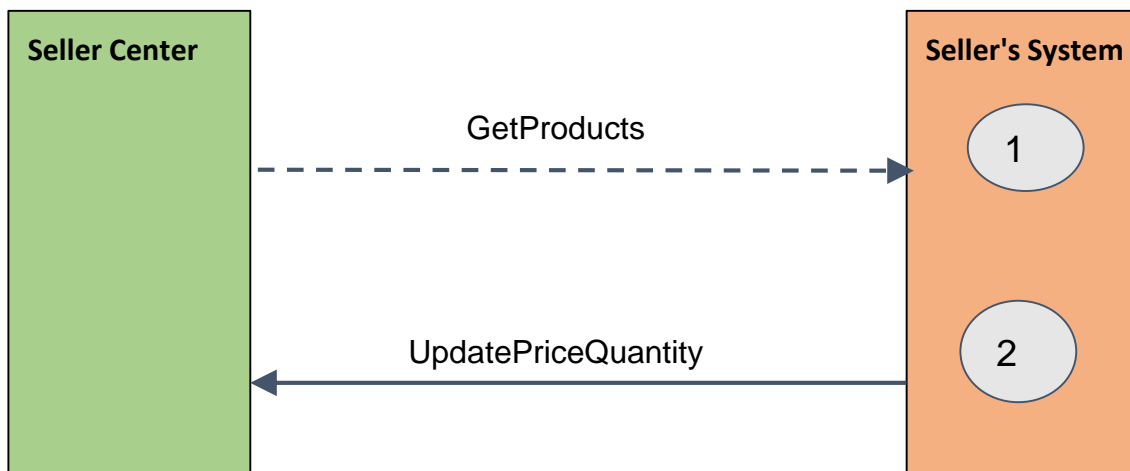 Seller Center
Seller's System
GetProducts
1
UpdatePriceQuantity
2